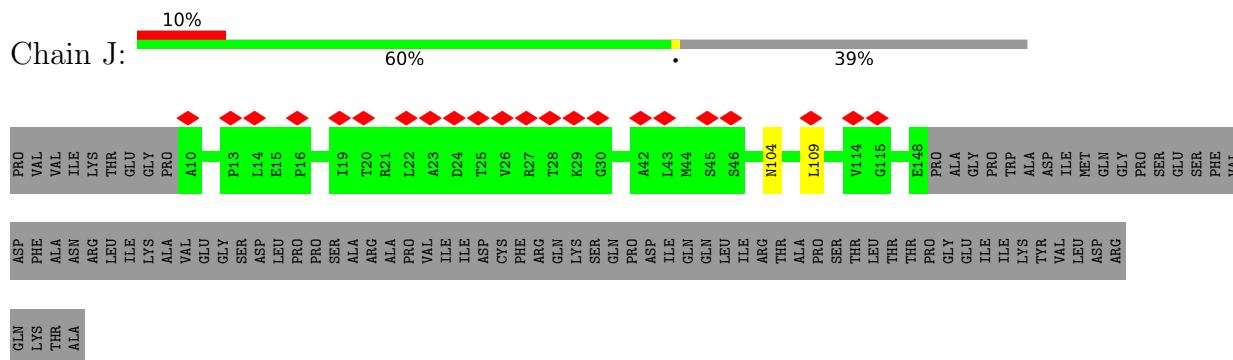 10%
Chain J:
60% • 39%
PRO VAL VAL ILE LYS THR GLU GLY PRO A10 P13 L14 E15 P16 I19 T20 R21 L22 A23 D24 T25 V26 R27 T28 K29 G30 A42 L43 M44 S45 S46 N104 L109 V114 G115 E148 PRO ALA GLY PRO TRP ALA ASP ILE MET GLN GLY PRO SER GLU SER PHE VAL
ASP PHE ALA ASN ARG LEU ILE LYS ALA VAL GLU GLY SER ASP LEU PRO PRO SER ALA ARG ALA PRO VAL ILE ILE ASP CYS PHE ARG GLN LYS SER GLN PRO ASP ILE GLN GLN LEU ILE ARG THR ALA PRO SER THR LEU THR THR PRO GLY GLU ILE ILE LYS TYR VAL LEU ASP ARG
GLN LYS THR ALA